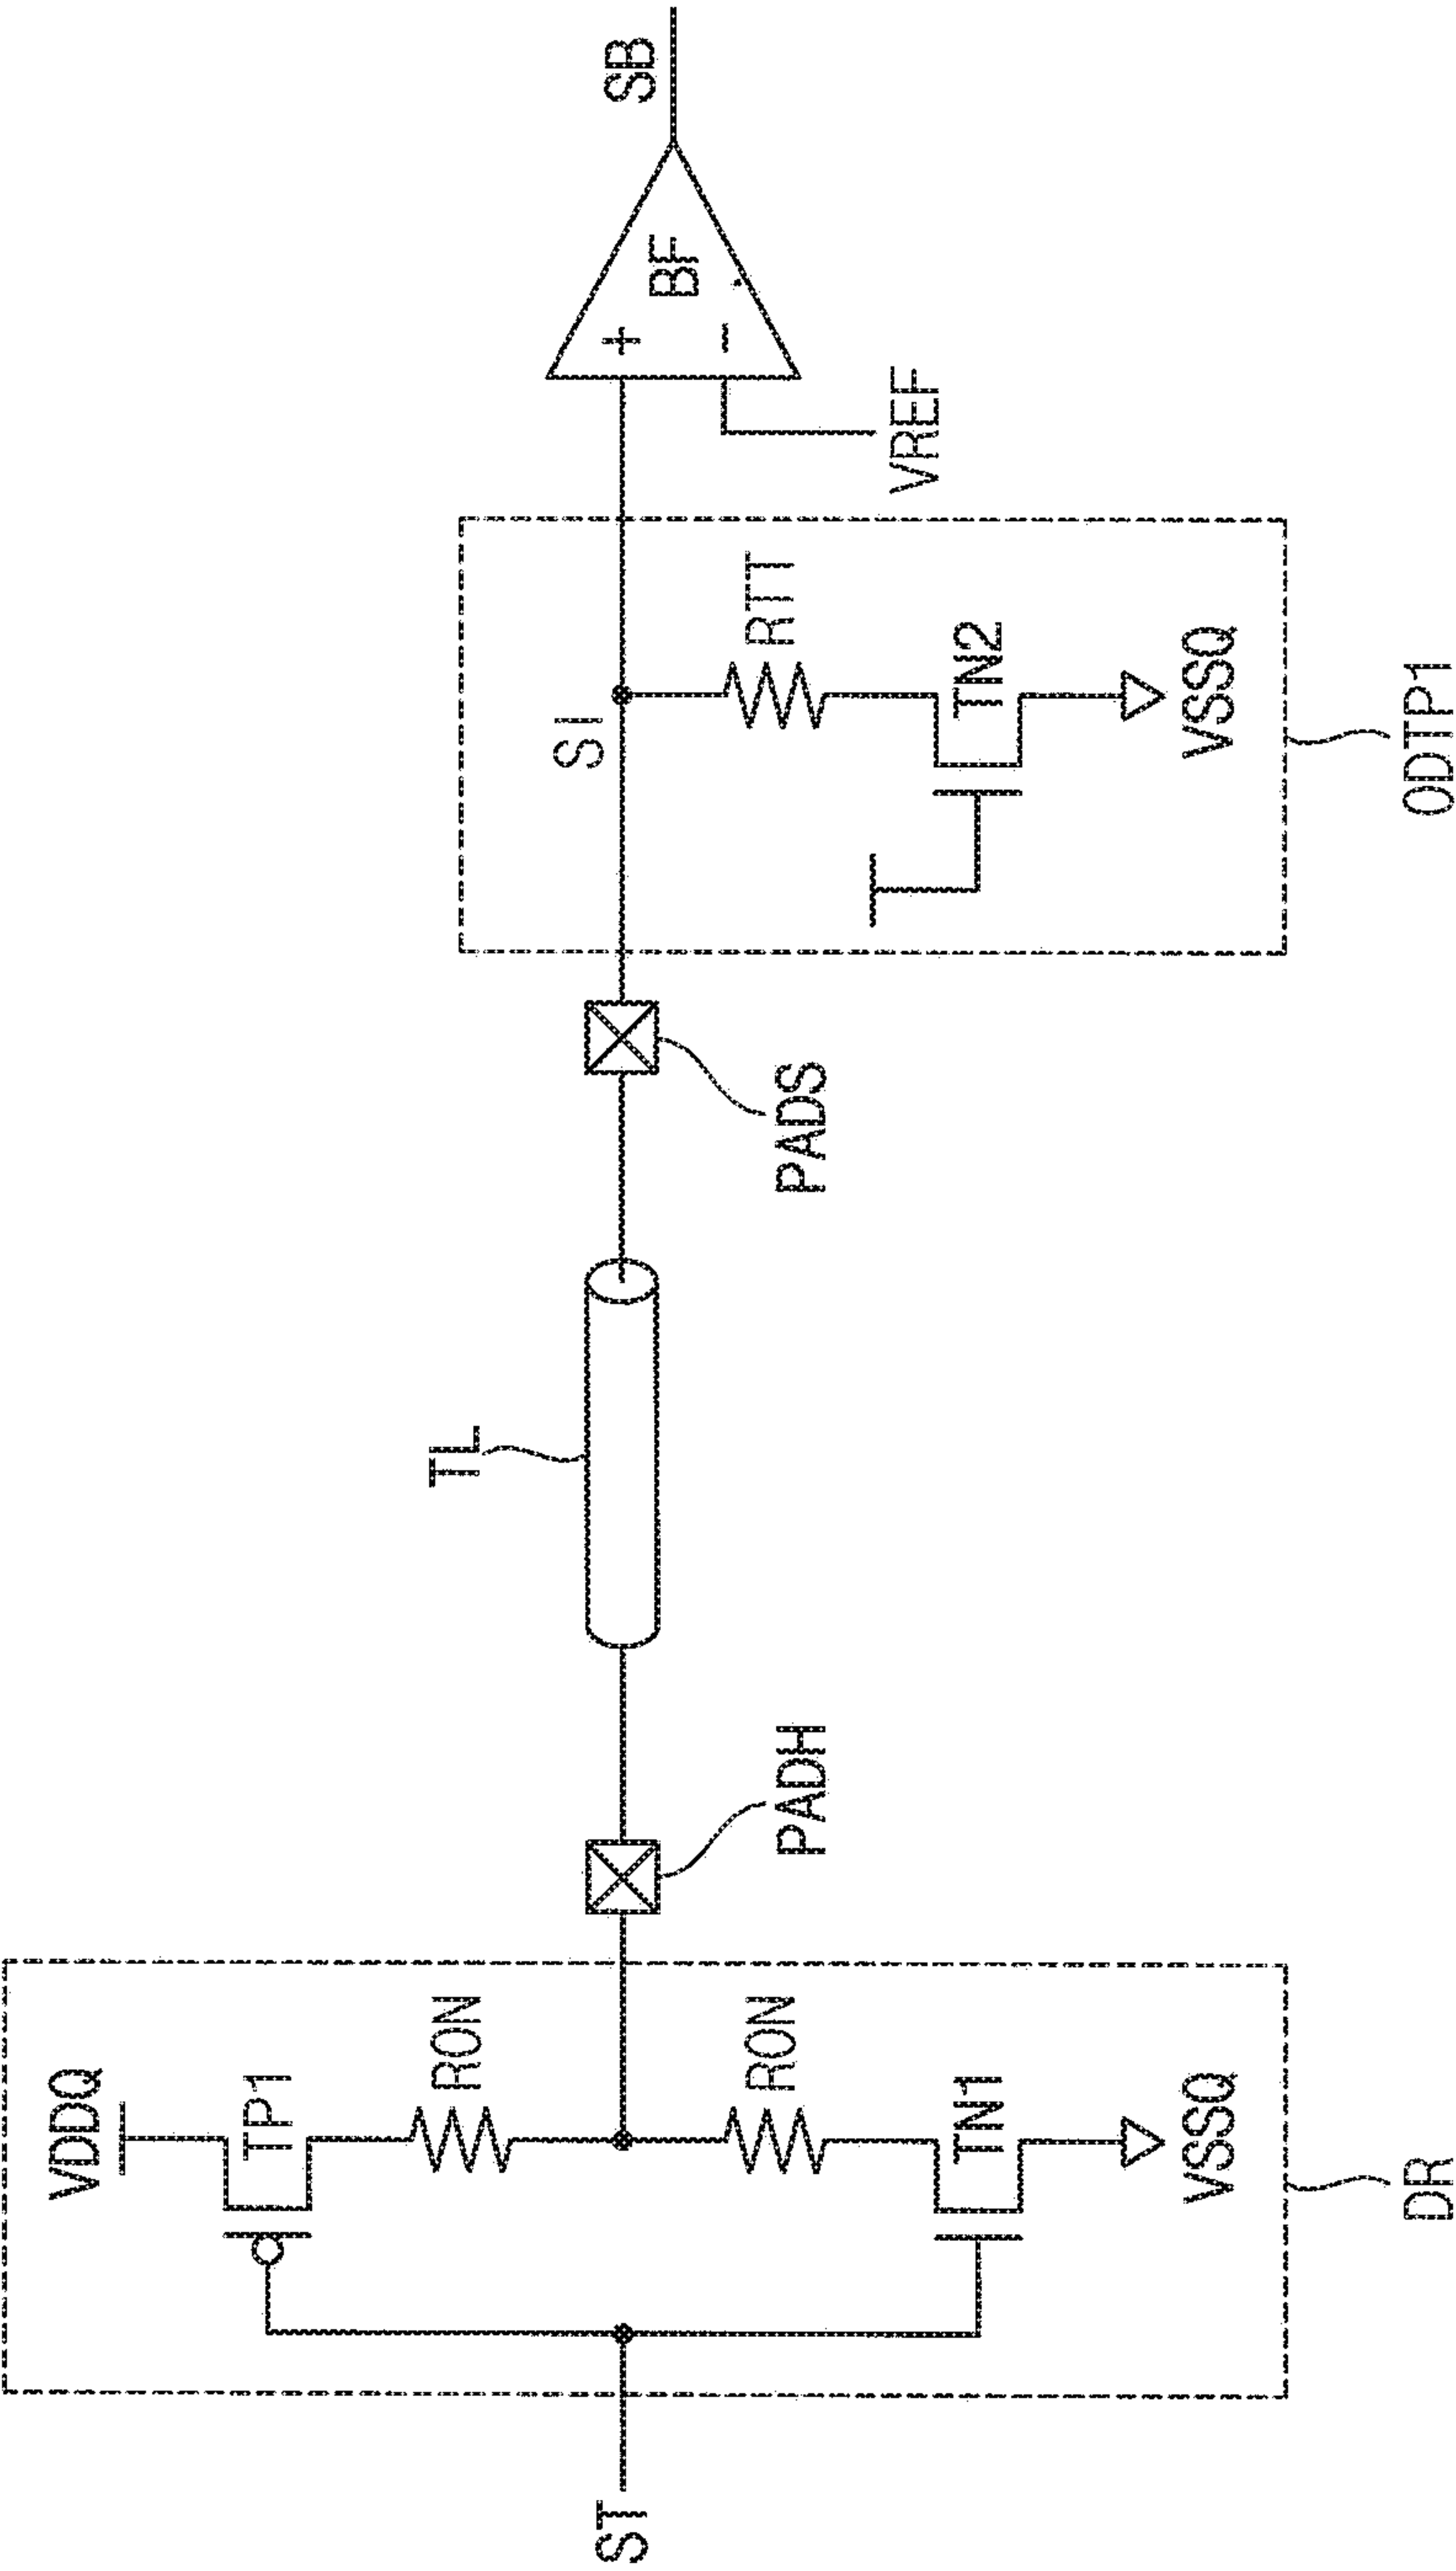 ST
VDDQ
TP1
RON
RON
TN1
VSSQ
DR
PADH
TL
PADS
SI
RTT
TN2
VSSQ
ODTP1
+
BF
-
VREF
SB